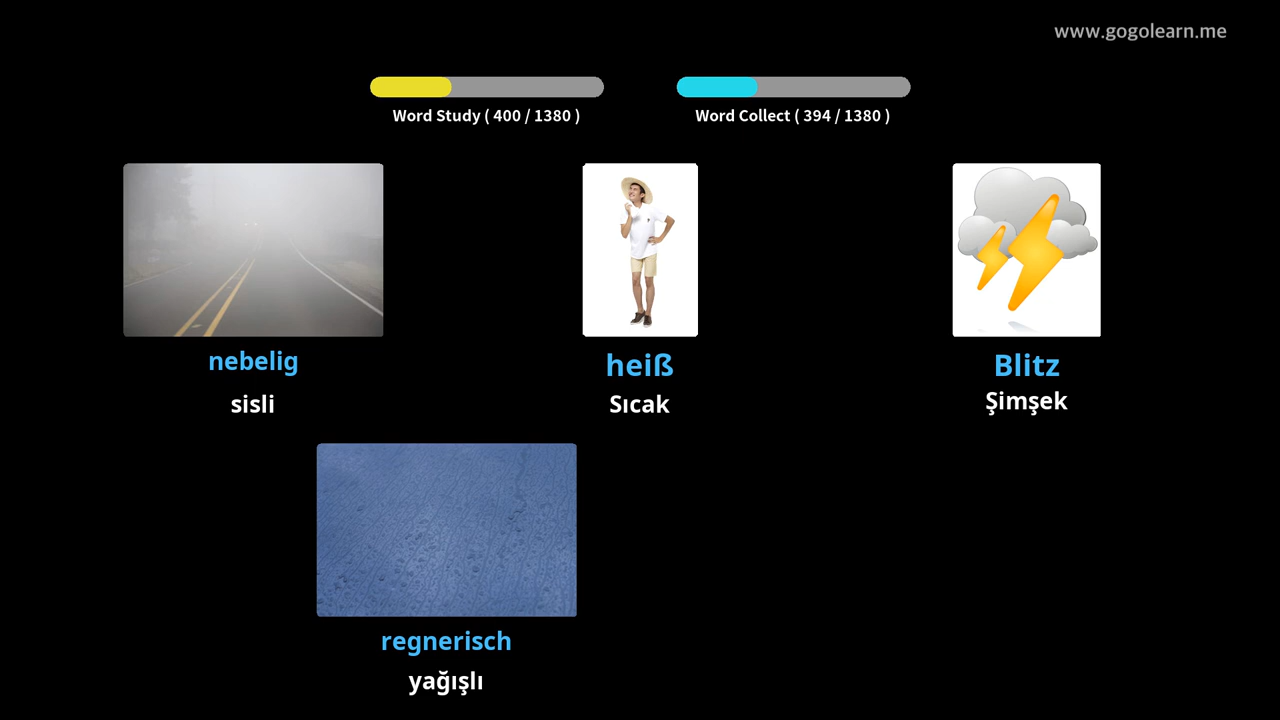 www.gogolearn.me
Word Study ( 400 / 1380 )
Word Collect ( 394 / 1380 )
nebelig
sisli
heiß
Sıcak
Blitz
Şimşek
regnerisch
yağışlı